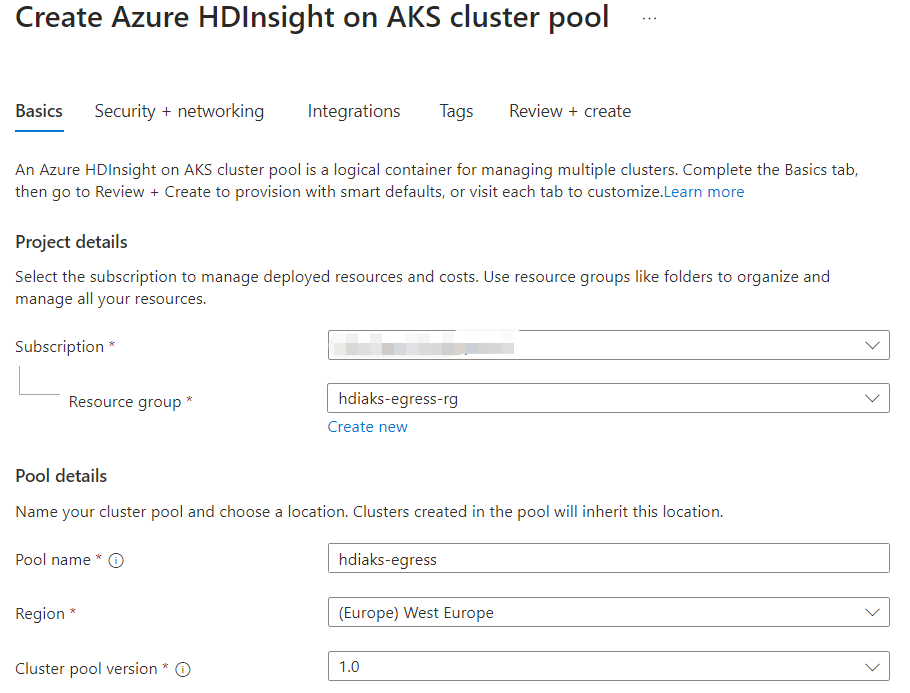 Create Azure HDInsight on AKS cluster pool ...
Basics Security + networking Integrations Tags Review + create
An Azure HDInsight on AKS cluster pool is a logical container for managing multiple clusters. Complete the Basics tab,
then go to Review + Create to provision with smart defaults, or visit each tab to customize.Learn more
Project details
Select the subscription to manage deployed resources and costs. Use resource groups like folders to organize and
manage all your resources.
Subscription *
Resource group * hdiaks-egress-rg
Create new
Pool details
Name your cluster pool and choose a location. Clusters created in the pool will inherit this location.
Pool name * hdiaks-egress
Region * (Europe) West Europe
Cluster pool version * 1.0